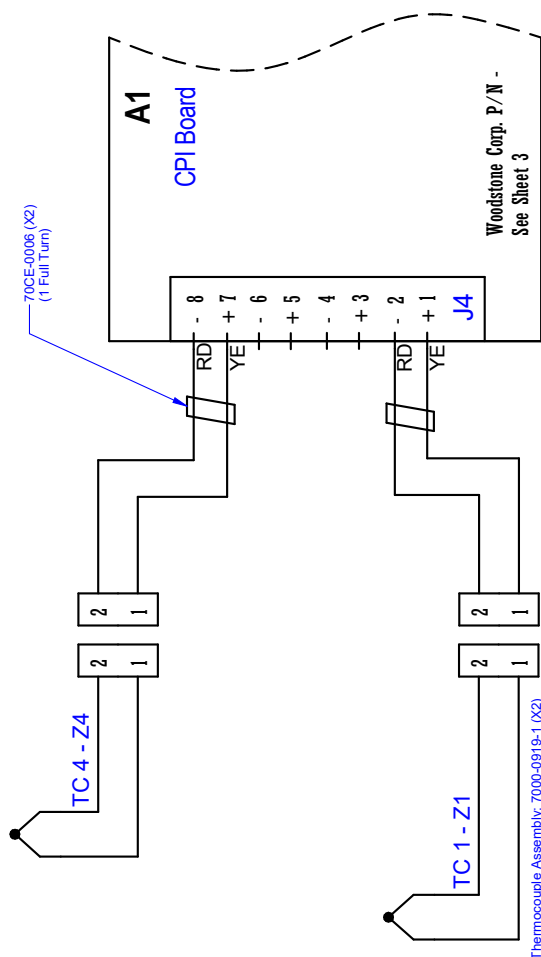 70CE-0006 (X2)
(1 Full Turn)
A1
CPI Board
Woodstone Corp. P/N -
See Sheet 3
J4
- 8
+ 7
- 6
+ 5
- 4
+ 3
- 2
+ 1
RD
YE
RD
YE
2
1
2
1
TC 4 - Z4
2
1
2
1
TC 1 - Z1
Thermocouple Assembly: 7000-0919-1 (X2)